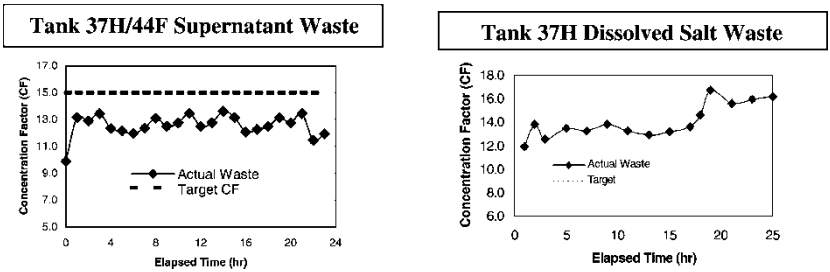 Tank 37H/44F Supernatant Waste
Concentration Factor (CF)
17.0
15.0
13.0
11.0
9.0
7.0
5.0
Actual Waste
Target CF
0 4 8 12 16 20 24
Elapsed Time (hr)
Tank 37H Dissolved Salt Waste
Concentration Factor (CF)
18.0
16.0
14.0
12.0
10.0
8.0
6.0
Actual Waste
Target
0 5 10 15 20 25
Elapsed Time (hr)